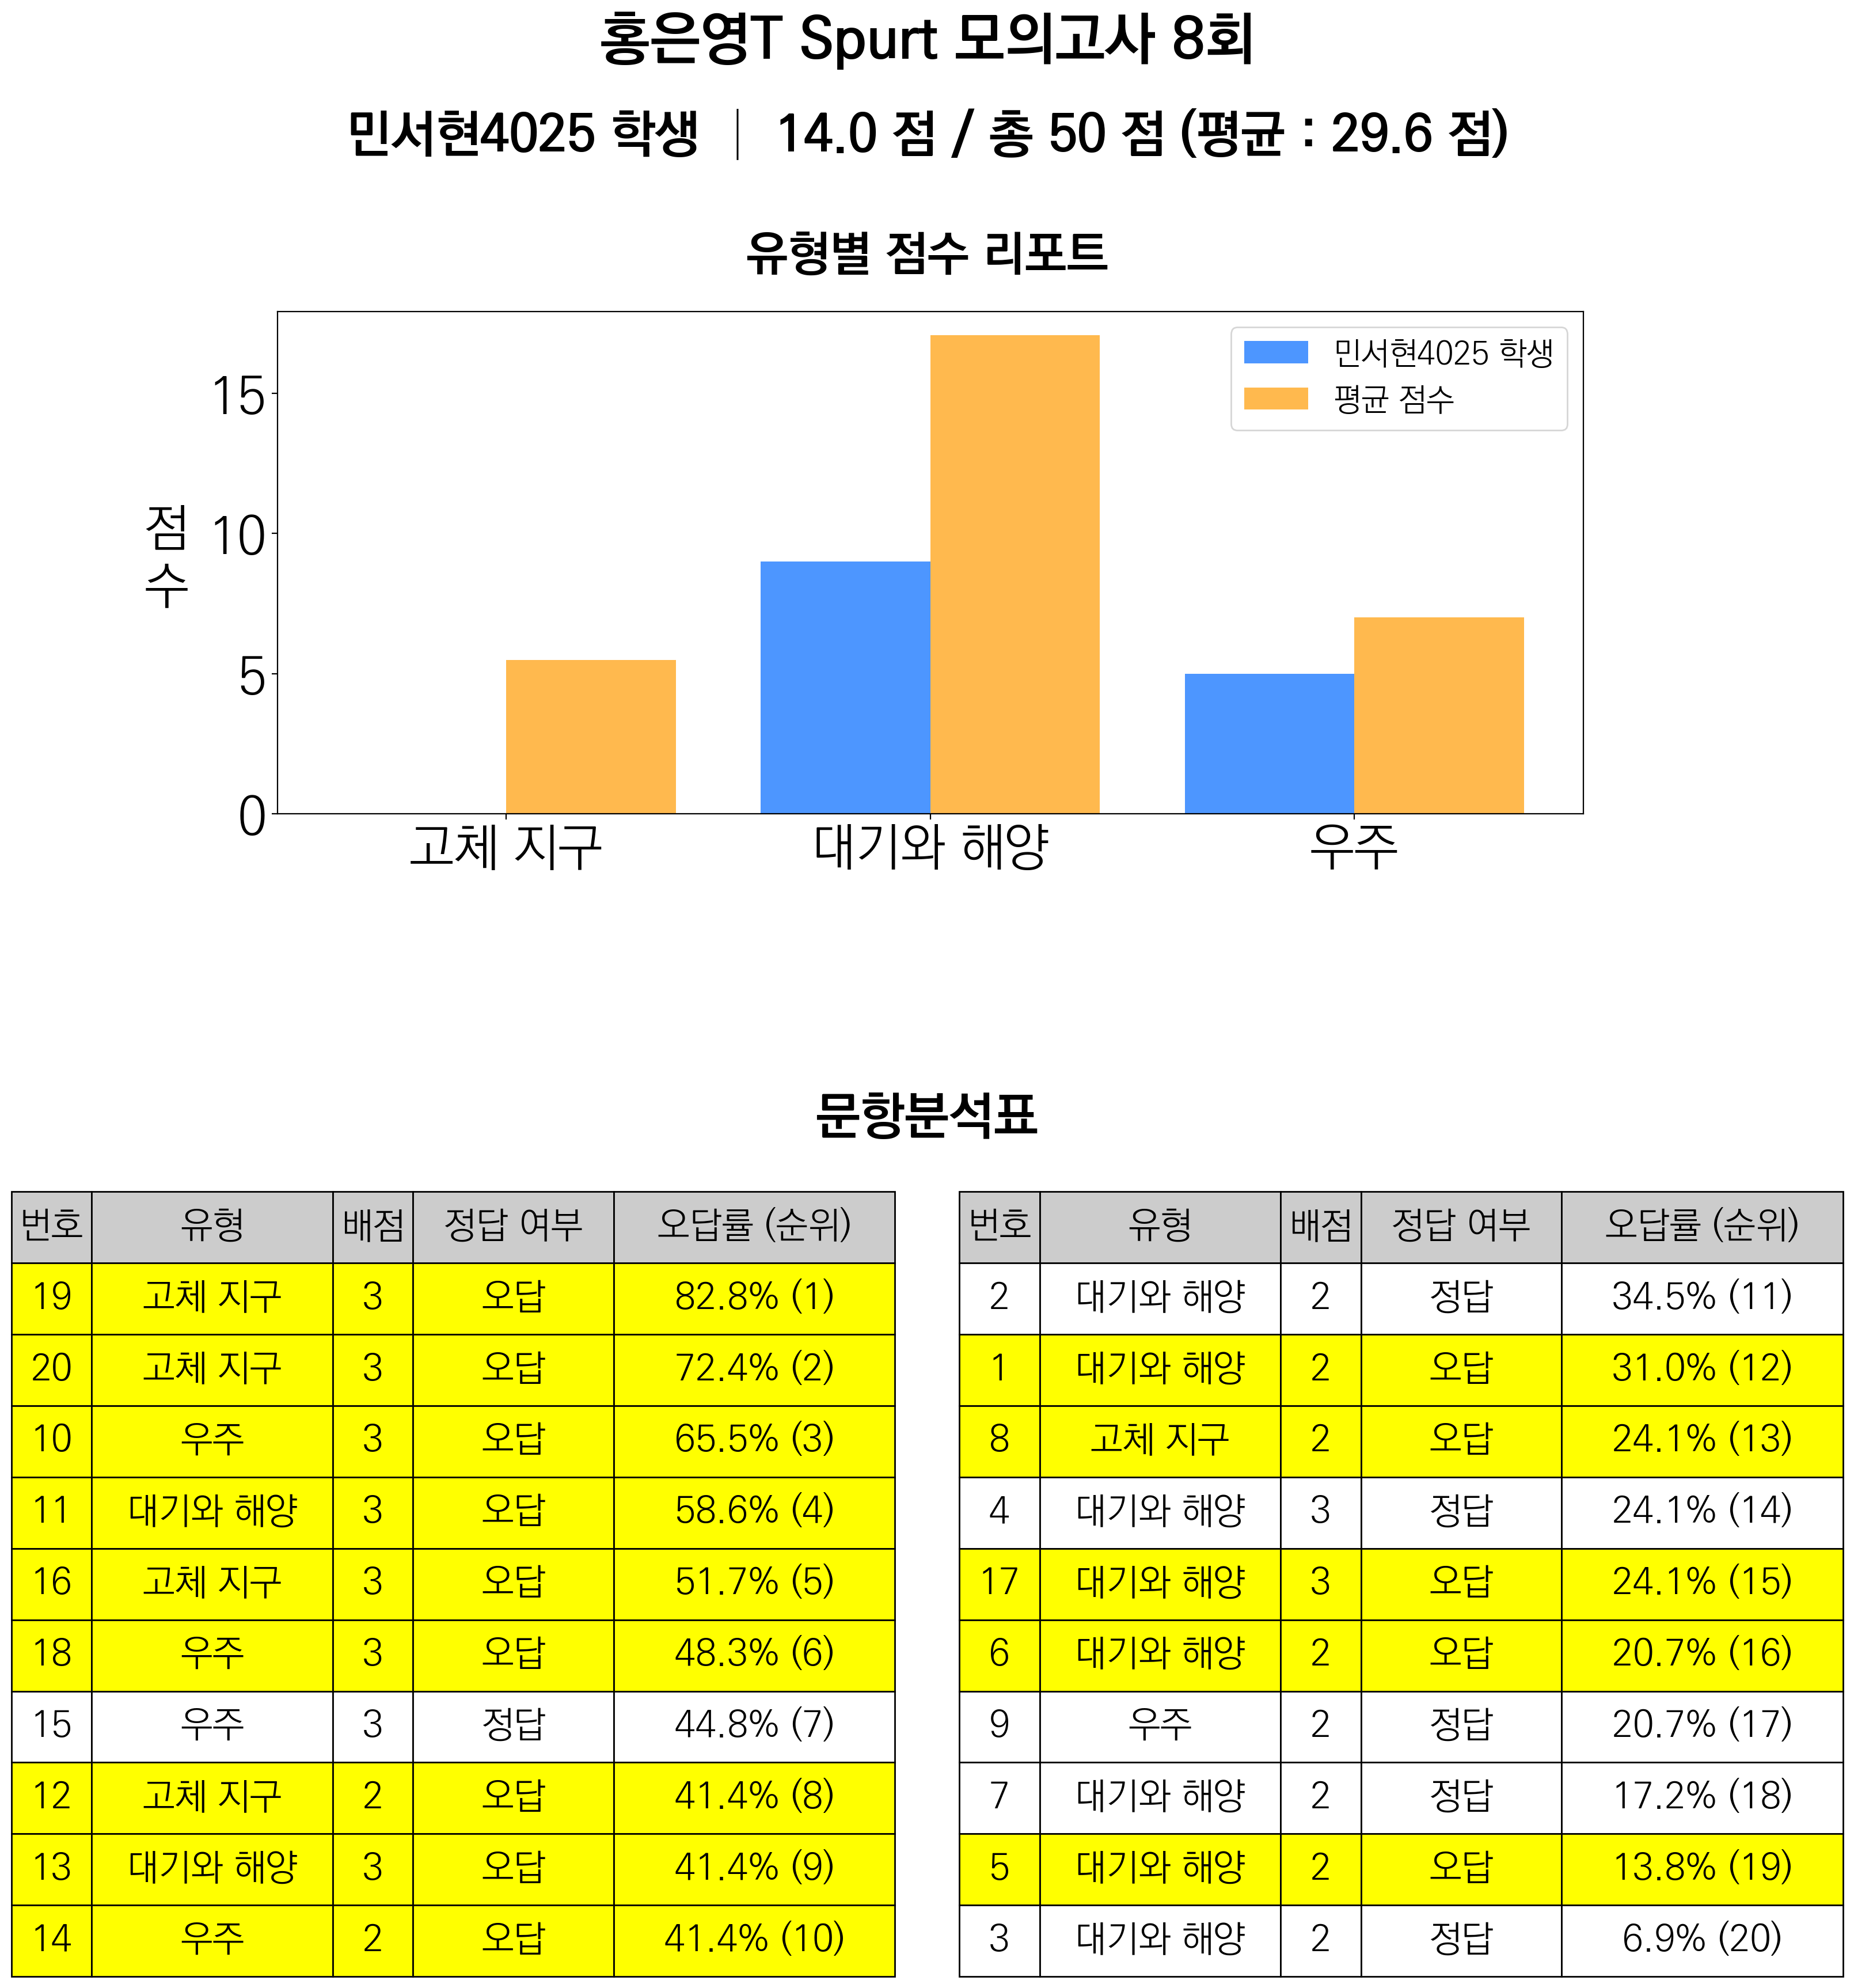 홍은영T Spurt 모의고사 8회
민서현4025 학생 | 14.0 점 / 총 50 점 (평균 : 29.6 점)
유형별 점수 리포트
민서현4025 학생
평균 점수
점수
15
10
5
0
고체 지구 대기와 해양 우주
문항분석표
번호 유형 배점 정답 여부 오답률 (순위)
19 고체 지구 3 오답 82.8% (1)
20 고체 지구 3 오답 72.4% (2)
10 우주 3 오답 65.5% (3)
11 대기와 해양 3 오답 58.6% (4)
16 고체 지구 3 오답 51.7% (5)
18 우주 3 오답 48.3% (6)
15 우주 3 정답 44.8% (7)
12 고체 지구 2 오답 41.4% (8)
13 대기와 해양 3 오답 41.4% (9)
14 우주 2 오답 41.4% (10)
번호 유형 배점 정답 여부 오답률 (순위)
2 대기와 해양 2 정답 34.5% (11)
1 대기와 해양 2 오답 31.0% (12)
8 고체 지구 2 오답 24.1% (13)
4 대기와 해양 3 정답 24.1% (14)
17 대기와 해양 3 오답 24.1% (15)
6 대기와 해양 2 오답 20.7% (16)
9 우주 2 정답 20.7% (17)
7 대기와 해양 2 정답 17.2% (18)
5 대기와 해양 2 오답 13.8% (19)
3 대기와 해양 2 정답 6.9% (20)